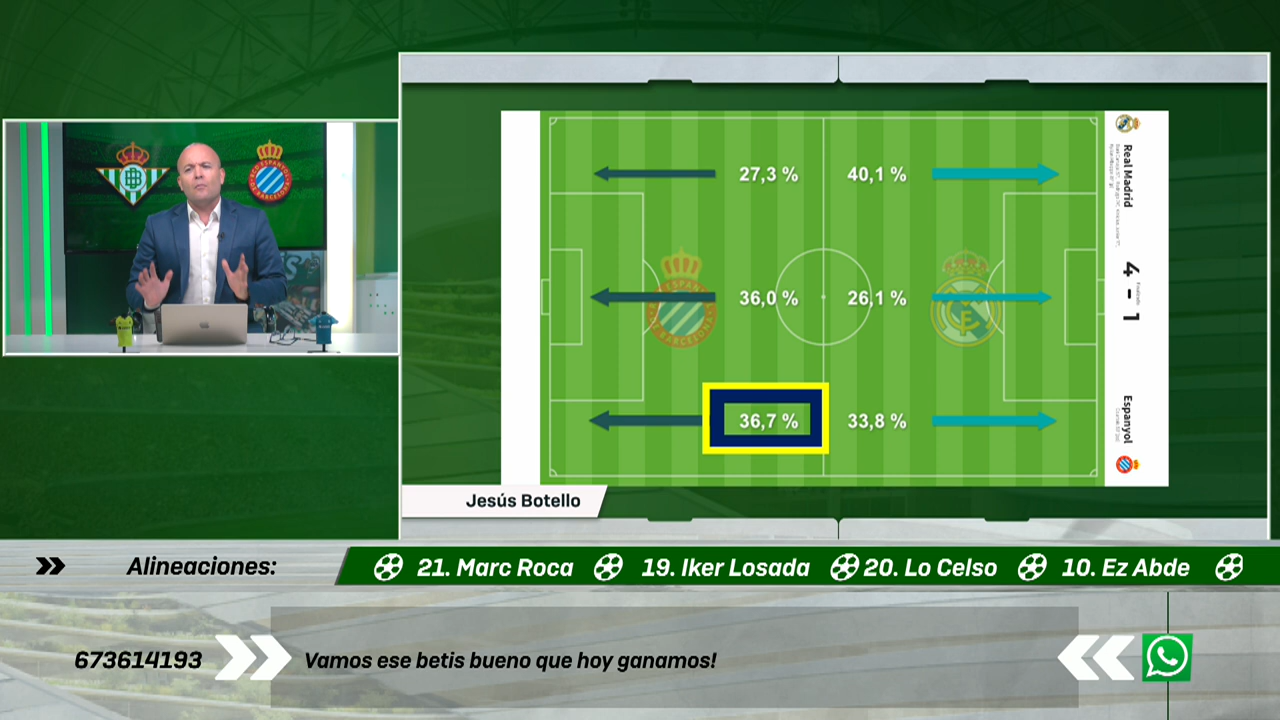 27,3 %
40,1 %
36,0 %
26,1 %
36,7 %
33,8 %
Real Madrid
4 - 1
Finalizado
Espanyol
Jesús Botello
Alineaciones:
21. Marc Roca
19. Iker Losada
20. Lo Celso
10. Ez Abde
673614193
Vamos ese betis bueno que hoy ganamos!